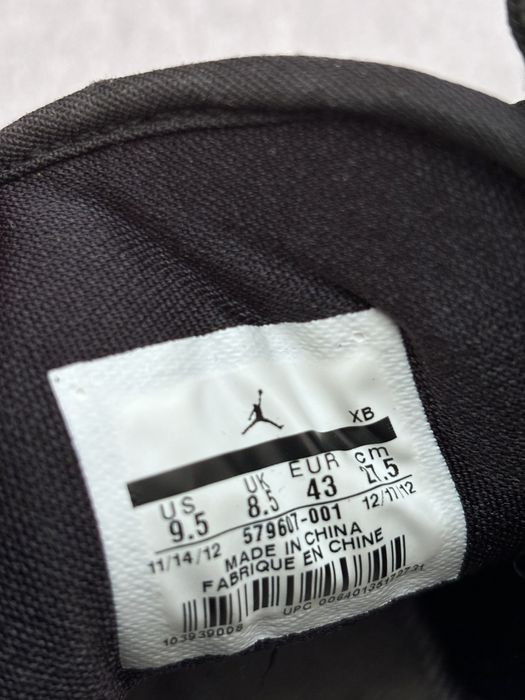 XB
US UK EUR cm
9.5 8.5 43 27.5
11/14/12 579607-001 12/17/12
MADE IN CHINA
FABRIQUE EN CHINE
UPC